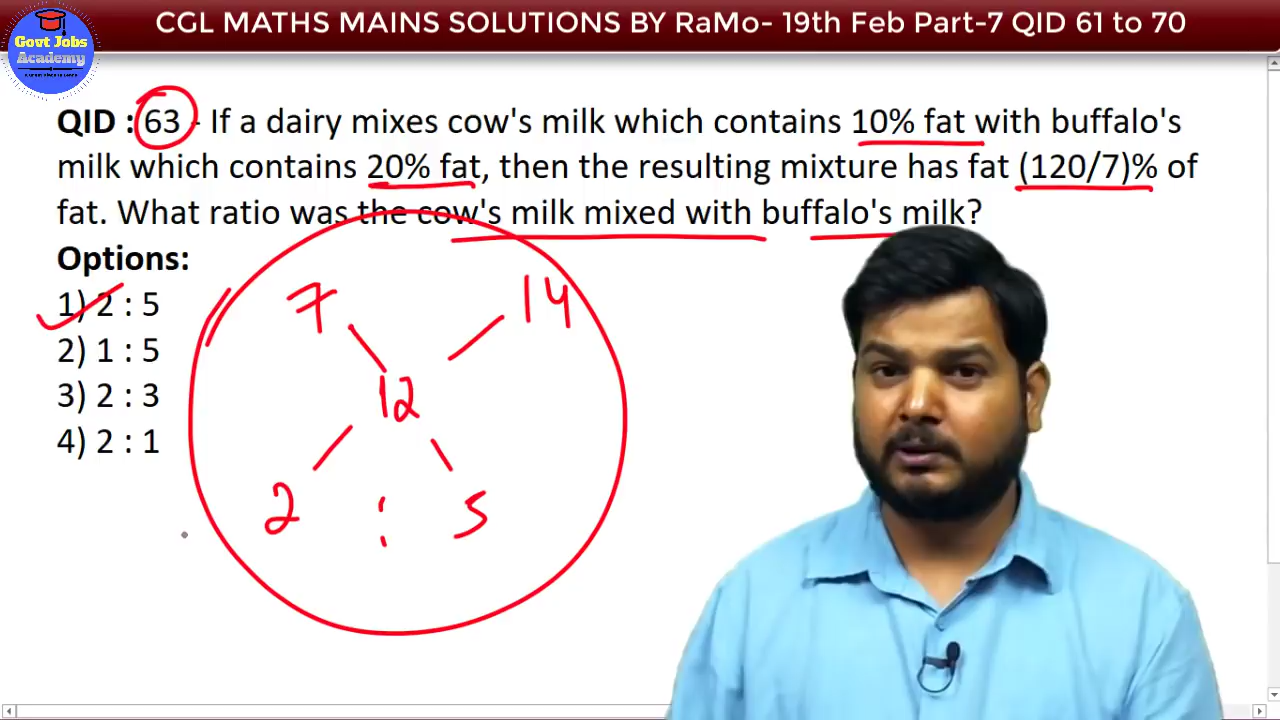 CGL MATHS MAINS SOLUTIONS BY RaMo- 19th Feb Part-7 QID 61 to 70
Govt Jobs
Academy
QID : 63 - If a dairy mixes cow's milk which contains 10% fat with buffalo's
milk which contains 20% fat, then the resulting mixture has fat (120/7)% of
fat. What ratio was the cow's milk mixed with buffalo's milk?
Options:
1) 2 : 5
2) 1 : 5
3) 2 : 3
4) 2 : 1
7 14
12
2 : 5